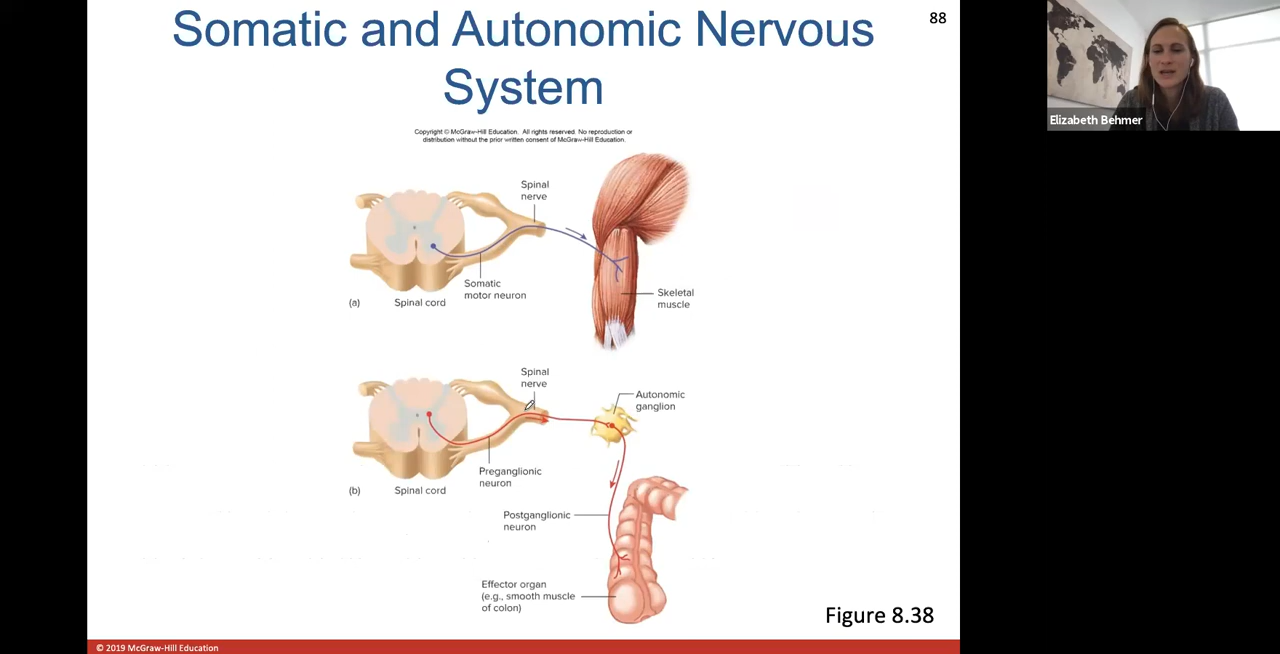 Somatic and Autonomic Nervous
System
88
Elizabeth Behmer
Copyright © McGraw-Hill Education. All rights reserved. No reproduction or
distribution without the prior written consent of McGraw-Hill Education.
Spinal
nerve
Somatic
motor neuron
Skeletal
muscle
(a)
Spinal cord
Spinal
nerve
Autonomic
ganglion
Preganglionic
neuron
(b)
Spinal cord
Postganglionic
neuron
Effector organ
(e.g., smooth muscle
of colon)
Figure 8.38
© 2019 McGraw-Hill Education